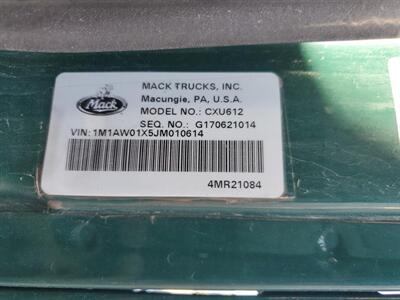 Mack
MACK TRUCKS, INC.
Macungie, PA, U.S.A.
MODEL NO.: CXU612
SEQ. NO.: G170621014
VIN: 1M1AW01X5JM010614
4MR21084